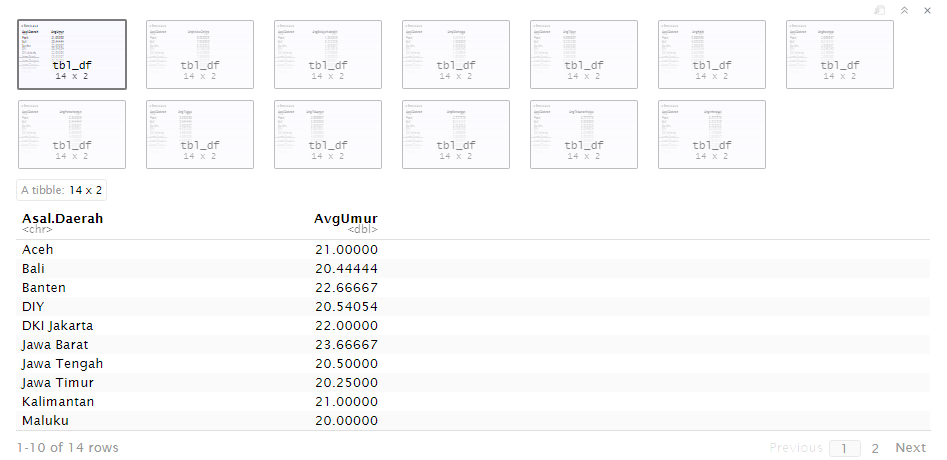 tbl_df tbl_df tbl_df tbl_df tbl_df tbl_df tbl_df
14 x 2 14 x 2 14 x 2 14 x 2 14 x 2 14 x 2 14 x 2
tbl_df tbl_df tbl_df tbl_df tbl_df tbl_df
14 x 2 14 x 2 14 x 2 14 x 2 14 x 2 14 x 2
A tibble: 14 x 2
Asal.Daerah AvgUmur
<chr> <dbl>
Aceh 21.00000
Bali 20.44444
Banten 22.66667
DIY 20.54054
DKI Jakarta 22.00000
Jawa Barat 23.66667
Jawa Tengah 20.50000
Jawa Timur 20.25000
Kalimantan 21.00000
Maluku 20.00000
1-10 of 14 rows Previous 1 2 Next